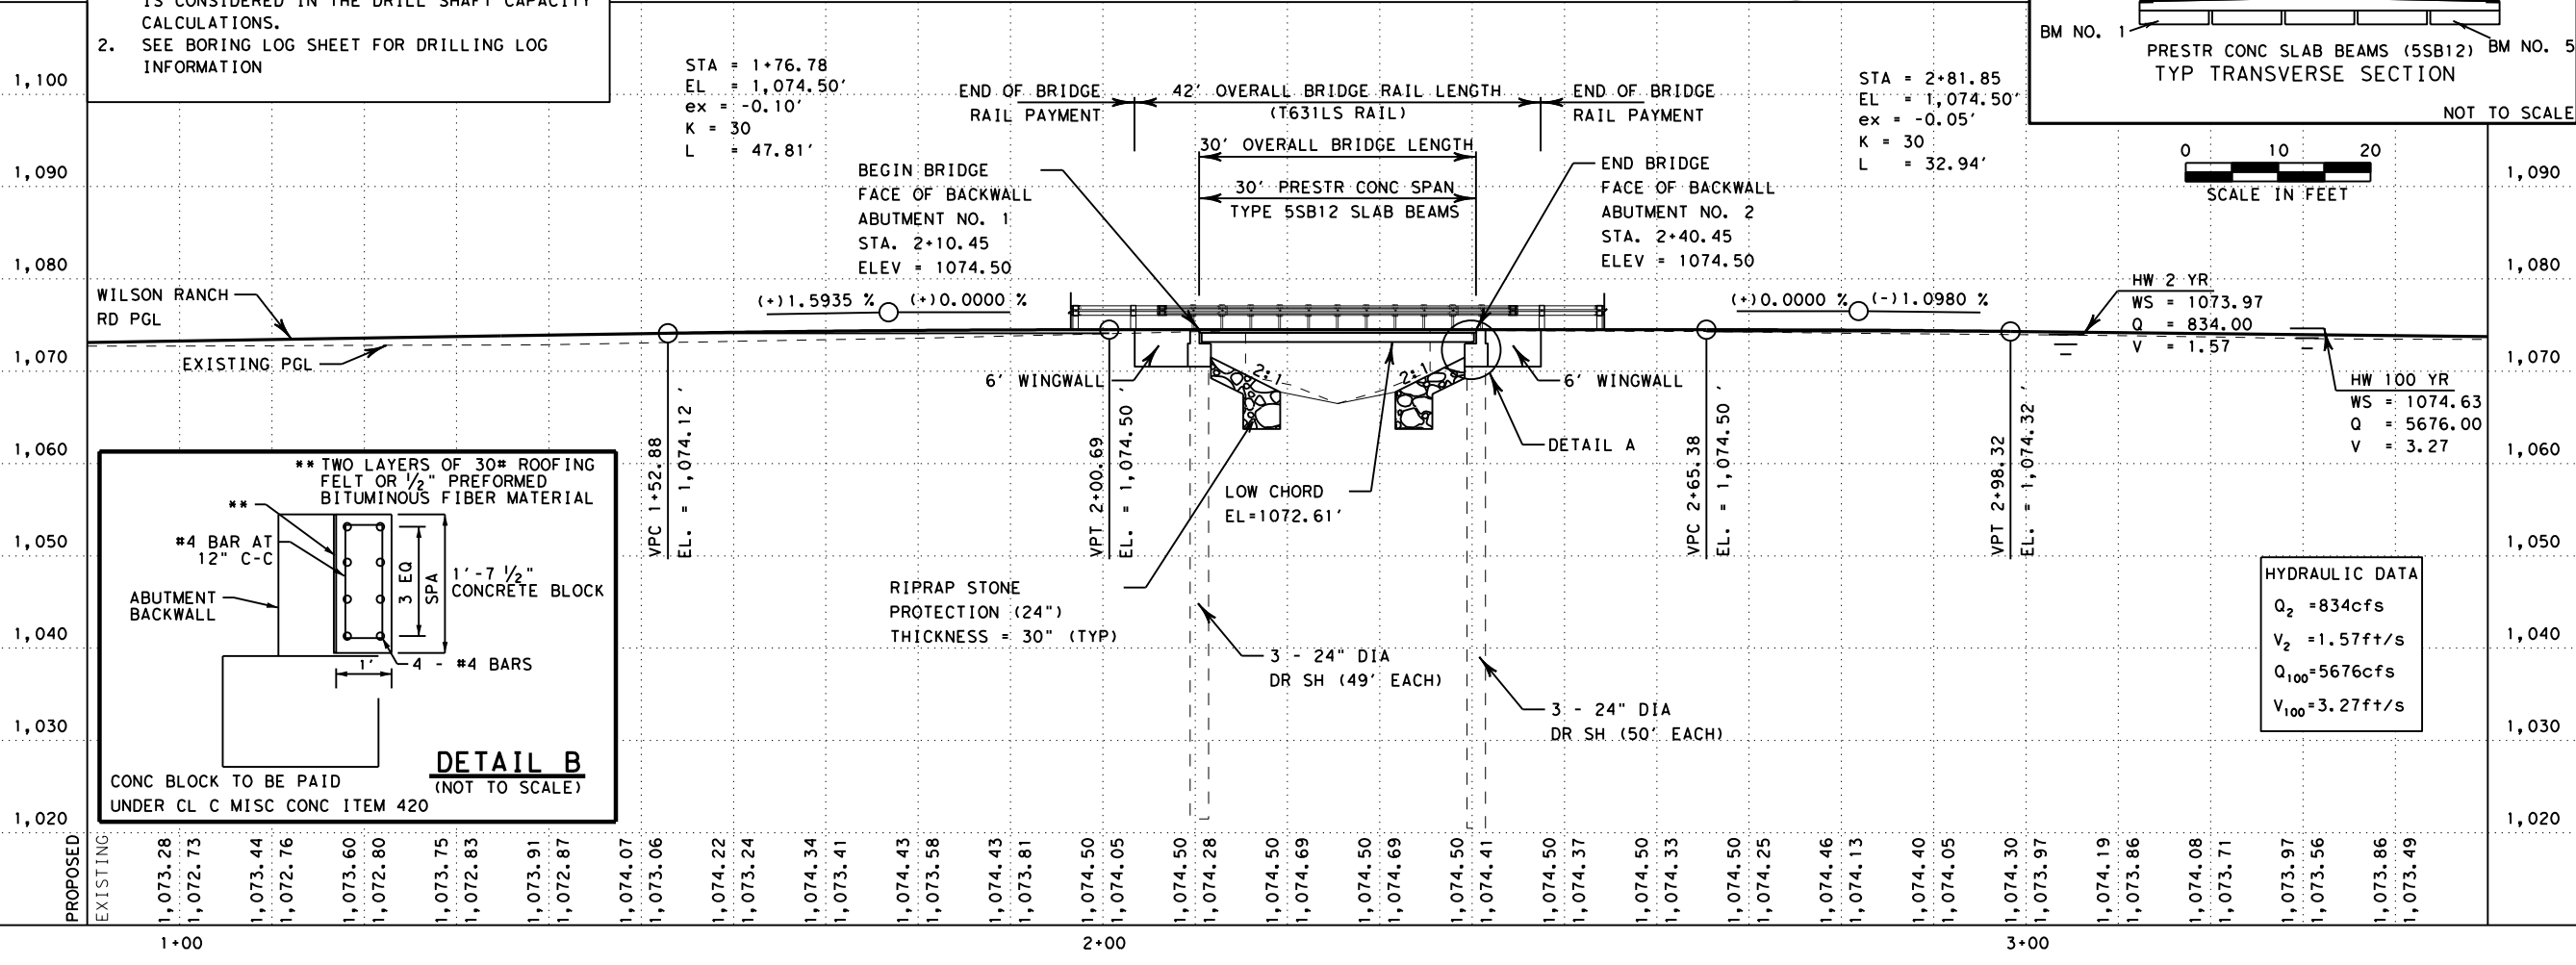 IS CONSIDERED IN THE DRILL SHAFT CAPACITY
CALCULATIONS.
2. SEE BORING LOG SHEET FOR DRILLING LOG
INFORMATION
STA = 1+76.78
EL = 1,074.50'
ex = -0.10'
K = 30
L = 47.81'
END OF BRIDGE
RAIL PAYMENT
42' OVERALL BRIDGE RAIL LENGTH
(T631LS RAIL)
END OF BRIDGE
RAIL PAYMENT
30' OVERALL BRIDGE LENGTH
30' PRESTR CONC SPAN
TYPE 5SB12 SLAB BEAMS
BEGIN BRIDGE
FACE OF BACKWALL
ABUTMENT NO. 1
STA. 2+10.45
ELEV = 1074.50
END BRIDGE
FACE OF BACKWALL
ABUTMENT NO. 2
STA. 2+40.45
ELEV = 1074.50
STA = 2+81.85
EL = 1,074.50'
ex = -0.05'
K = 30
L = 32.94'
BM NO. 1
BM NO. 5
PRESTR CONC SLAB BEAMS (5SB12)
TYP TRANSVERSE SECTION
NOT TO SCALE
0 10 20
SCALE IN FEET
1,100
1,090
1,080
1,070
1,060
1,050
1,040
1,030
1,020
1,090
1,080
1,070
1,060
1,050
1,040
1,030
1,020
WILSON RANCH
RD PGL
EXISTING PGL
(+)1.5935 % (+)0.0000 %
(+)0.0000 % (-)1.0980 %
HW 2 YR
WS = 1073.97
Q = 834.00
V = 1.57
HW 100 YR
WS = 1074.63
Q = 5676.00
V = 3.27
6' WINGWALL
2:1
2:1
6' WINGWALL
DETAIL A
LOW CHORD
EL=1072.61'
VPC 1+52.88
EL. = 1,074.12 '
VPT 2+00.69
EL. = 1,074.50 '
VPC 2+65.38
EL. = 1,074.50 '
VPT 2+98.32
EL. = 1,074.32 '
RIPRAP STONE
PROTECTION (24")
THICKNESS = 30" (TYP)
3 - 24" DIA
DR SH (49' EACH)
3 - 24" DIA
DR SH (50' EACH)
** TWO LAYERS OF 30# ROOFING
FELT OR 1/2" PREFORMED
BITUMINOUS FIBER MATERIAL
**
#4 BAR AT
12" C-C
ABUTMENT
BACKWALL
3 EQ
SPA
1'-7 1/2"
CONCRETE BLOCK
1'
4 - #4 BARS
DETAIL B
(NOT TO SCALE)
CONC BLOCK TO BE PAID
UNDER CL C MISC CONC ITEM 420
HYDRAULIC DATA
Q2 =834cfs
V2 =1.57ft/s
Q100=5676cfs
V100=3.27ft/s
PROPOSED
EXISTING
1,073.28
1,072.73
1,073.44
1,072.76
1,073.60
1,072.80
1,073.75
1,072.83
1,073.91
1,072.87
1,074.07
1,073.06
1,074.22
1,073.24
1,074.34
1,073.41
1,074.43
1,073.58
1,074.43
1,073.81
1,074.50
1,074.05
1,074.50
1,074.28
1,074.50
1,074.69
1,074.50
1,074.69
1,074.50
1,074.41
1,074.50
1,074.37
1,074.50
1,074.33
1,074.50
1,074.25
1,074.46
1,074.13
1,074.40
1,074.05
1,074.30
1,073.97
1,074.19
1,073.86
1,074.08
1,073.71
1,073.97
1,073.56
1,073.86
1,073.49
1+00
2+00
3+00